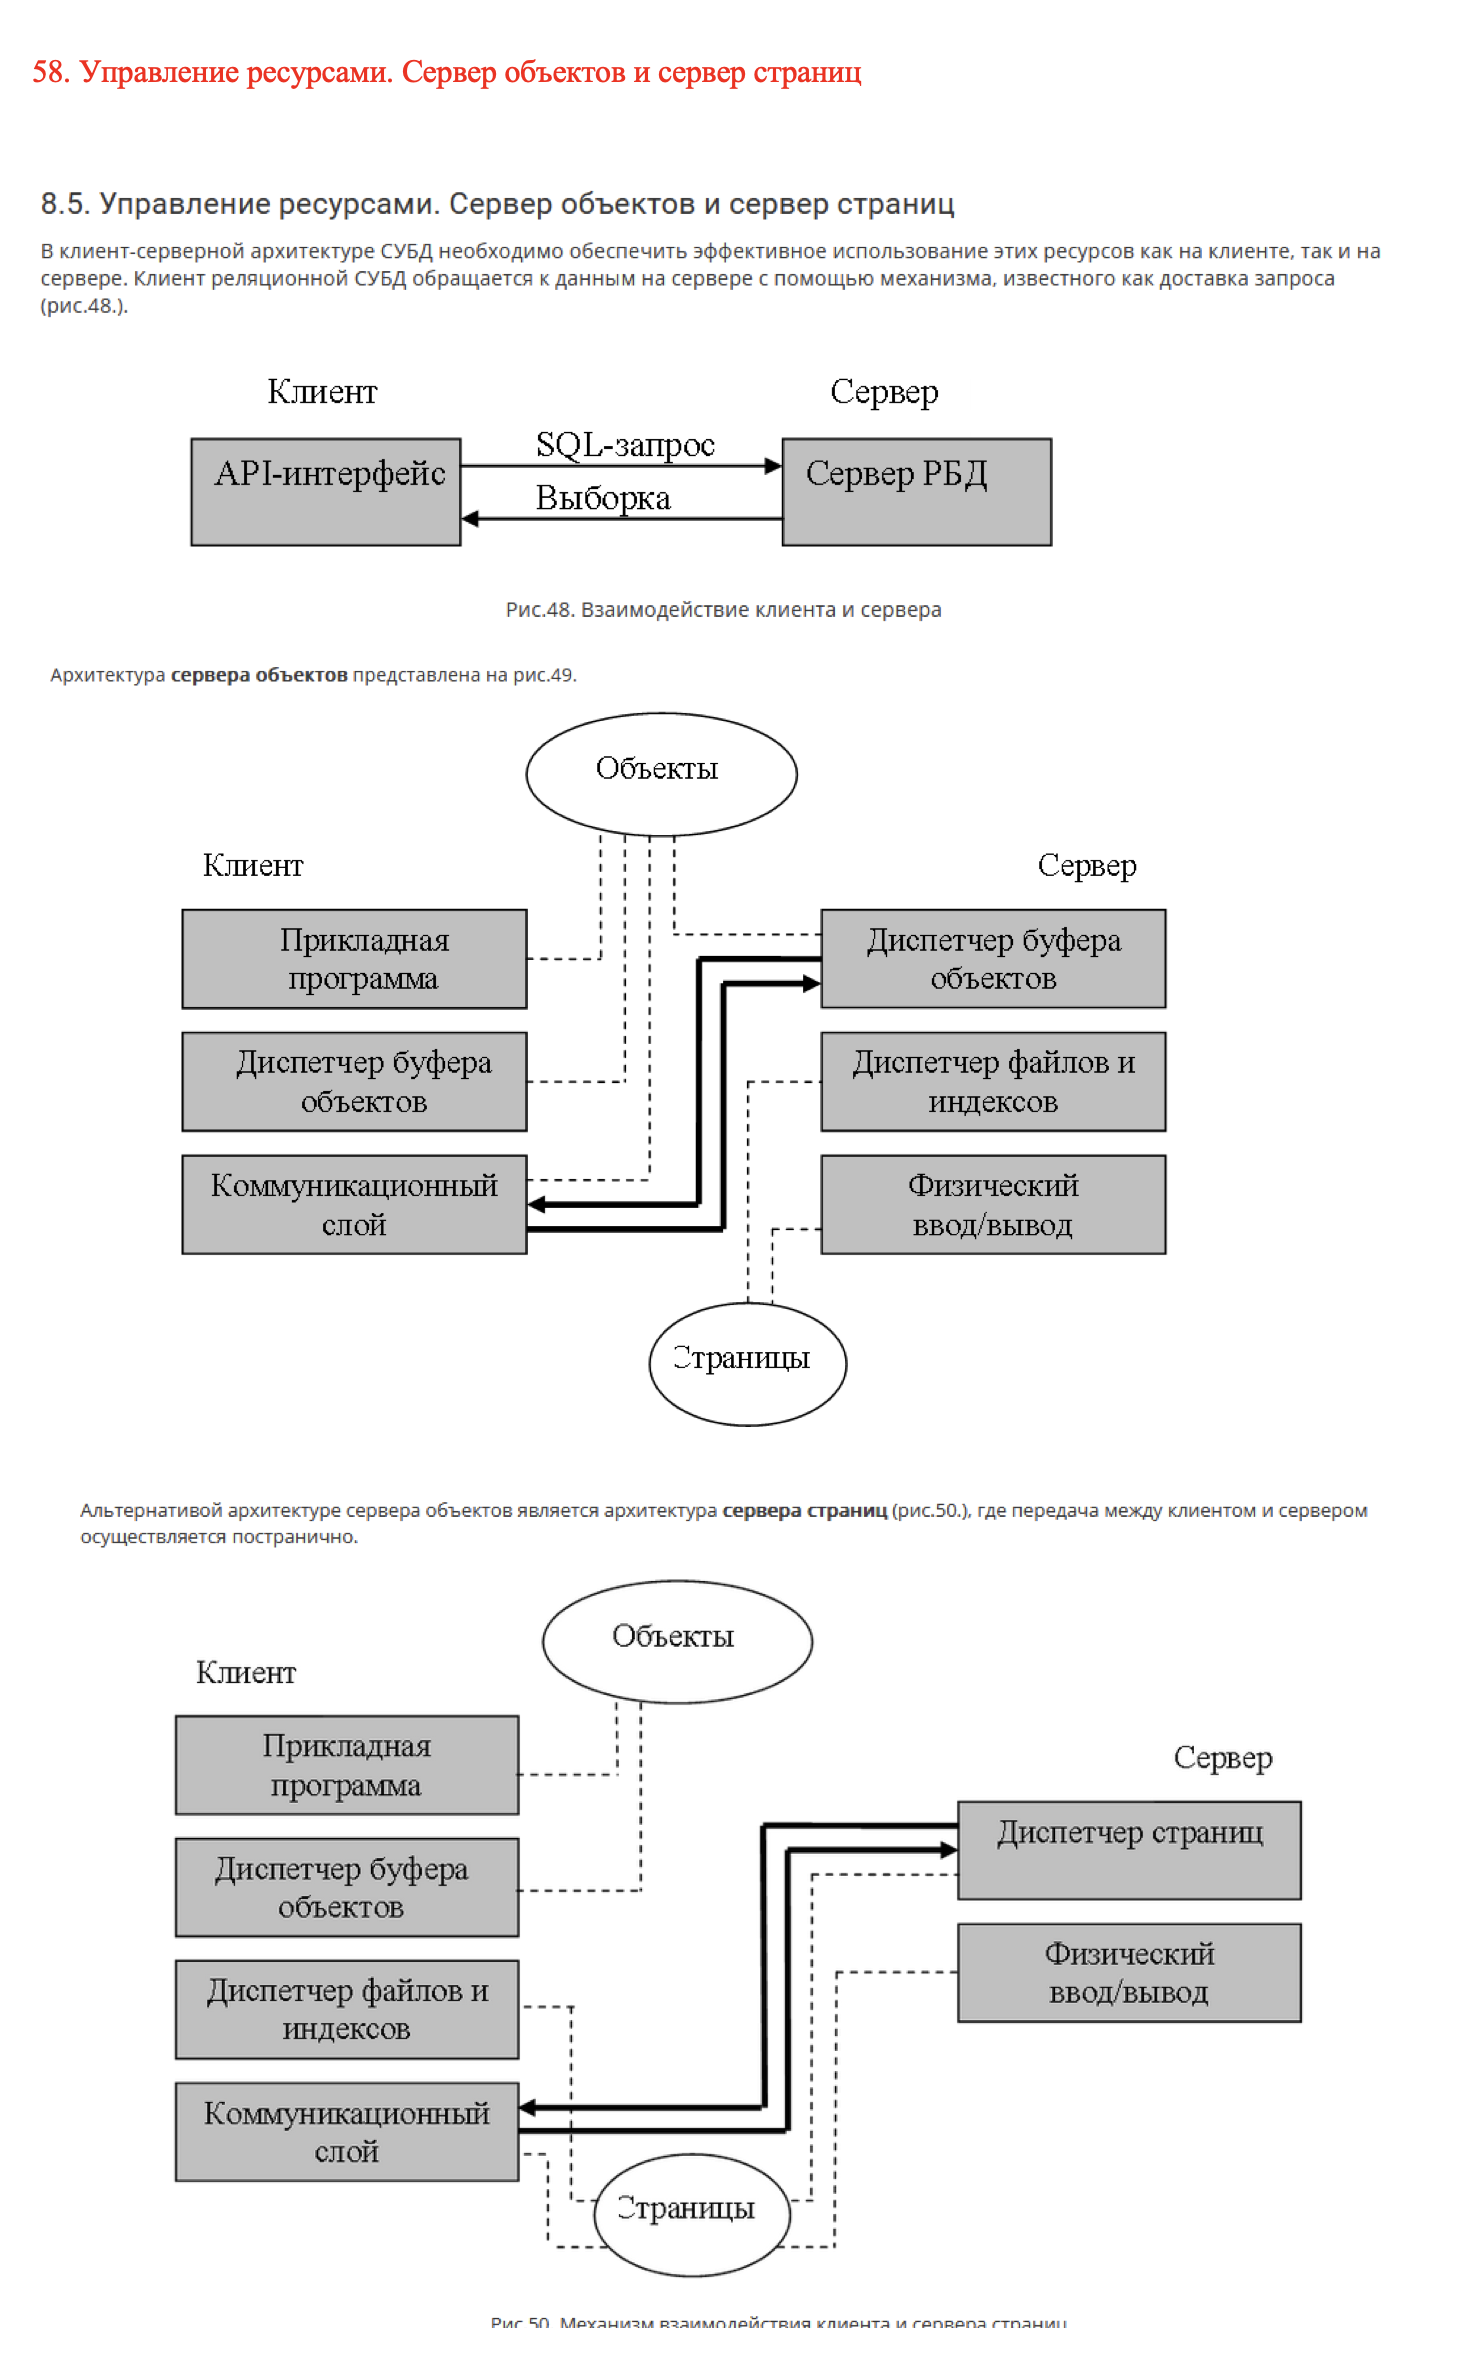 58. Управление ресурсами. Сервер объектов и сервер страниц
8.5. Управление ресурсами. Сервер объектов и сервер страниц
В клиент-серверной архитектуре СУБД необходимо обеспечить эффективное использование этих ресурсов как на клиенте, так и на
сервере. Клиент реляционной СУБД обращается к данным на сервере с помощью механизма, известного как доставка запроса
(рис.48.).
Клиент
Сервер
API-интерфейс
SQL-запрос
Выборка
Сервер РБД
Рис.48. Взаимодействие клиента и сервера
Архитектура сервера объектов представлена на рис.49.
Объекты
Клиент
Сервер
Прикладная
программа
Диспетчер буфера
объектов
Диспетчер буфера
объектов
Диспетчер файлов и
индексов
Коммуникационный
слой
Физический
ввод/вывод
Страницы
Альтернативой архитектуре сервера объектов является архитектура сервера страниц (рис.50.), где передача между клиентом и сервером
осуществляется постранично.
Объекты
Клиент
Прикладная
программа
Сервер
Диспетчер страниц
Диспетчер буфера
объектов
Физический
ввод/вывод
Диспетчер файлов и
индексов
Коммуникационный
слой
Страницы
Рис.50. Механизм взаимодействия клиента и сервера страниц